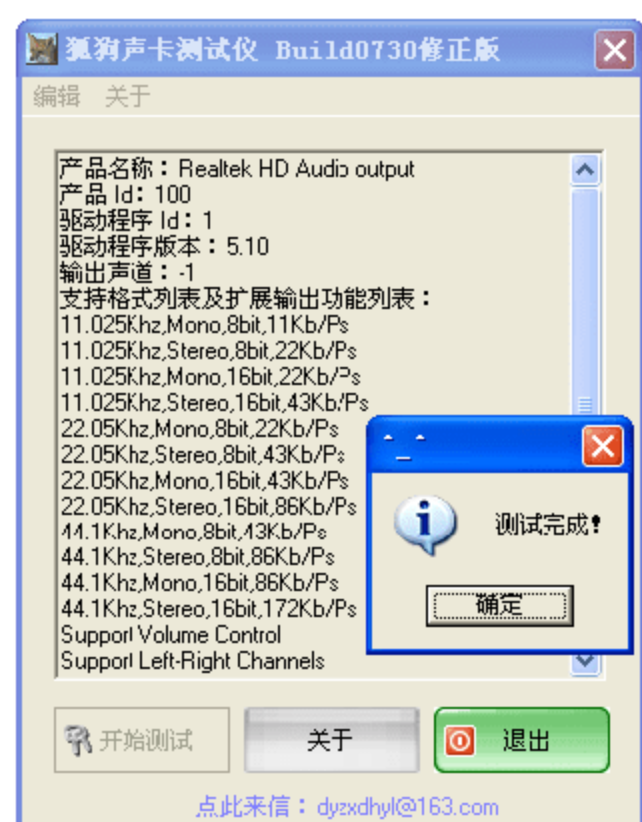 狐狗声卡测试仪 Build0730修正版
编辑 关于
产品名称：Realtek HD Audio output
产品 Id：100
驱动程序 Id：1
驱动程序版本：5.10
输出声道：-1
支持格式列表及扩展输出功能列表：
11.025Khz,Mono,8bit,11Kb/Ps
11.025Khz,Stereo,8bit,22Kb/Ps
11.025Khz,Mono,16bit,22Kb/Ps
11.025Khz,Stereo,16bit,43Kb/Ps
22.05Khz,Mono,8bit,22Kb/Ps
22.05Khz,Stereo,8bit,43Kb/Ps
22.05Khz,Mono,16bit,43Kb/Ps
22.05Khz,Stereo,16bit,86Kb/Ps
44.1Khz,Mono,8bit,43Kb/Ps
44.1Khz,Stereo,8bit,86Kb/Ps
44.1Khz,Mono,16bit,86Kb/Ps
44.1Khz,Stereo,16bit,172Kb/Ps
Support Volume Control
Support Left-Right Channels
^_^
测试完成！
确定
开始测试 关于 退出
点此来信：dyzxdhyl@163.com